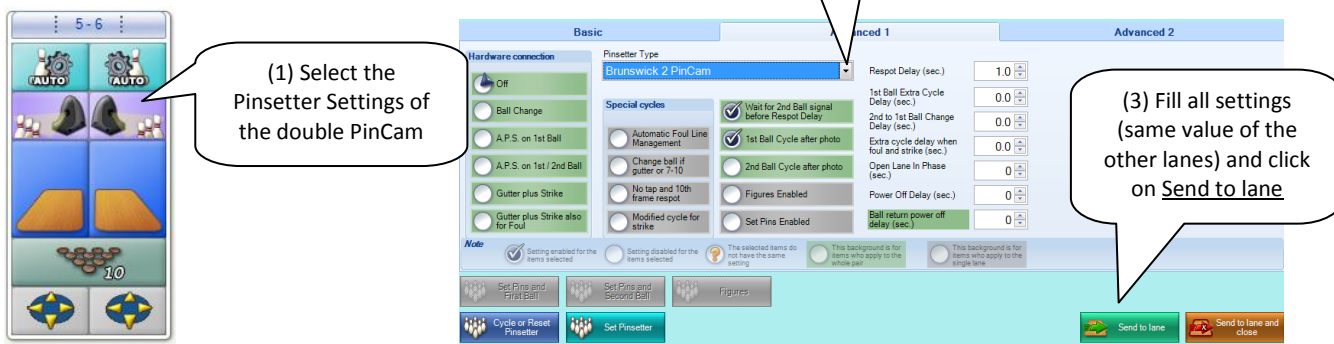 5-6
AUTO
AUTO
10
(1) Select the
Pinsetter Settings of
the double PinCam
Basic
Advanced 1
Advanced 2
Hardware connection
Off
Ball Change
A.P.S. on 1st Ball
A.P.S. on 1st / 2nd Ball
Gutter plus Strike
Gutter plus Strike also
for Foul
Pinsetter Type
Brunswick 2 PinCam
Special cycles
Automatic Foul Line
Management
Change ball if
gutter or 7-10
No tap and 10th
frame respot
Modified cycle for
strike
Wait for 2nd Ball signal
before Respot Delay
1st Ball Cycle after photo
2nd Ball Cycle after photo
Figures Enabled
Set Pins Enabled
Respot Delay (sec.) 1.0
1st Ball Extra Cycle
Delay (sec.) 0.0
2nd to 1st Ball Change
Delay (sec.) 0.0
Extra cycle delay when
foul and strike (sec.) 0.0
Open Lane In Phase
(sec.) 0
Power Off Delay (sec.) 0
Ball return power off
delay (sec.) 0
(3) Fill all settings
(same value of the
other lanes) and click
on Send to lane
Note
Setting enabled for the
items selected
Setting disabled for the
items selected
The selected items do
not have the same
setting
This background is for
items who apply to the
whole pair
This background is for
items who apply to the
single lane
Set Pins and
First Ball
Set Pins and
Second Ball
Figures
Cycle or Reset
Pinsetter
Set Pinsetter
Send to lane
Send to lane and
close